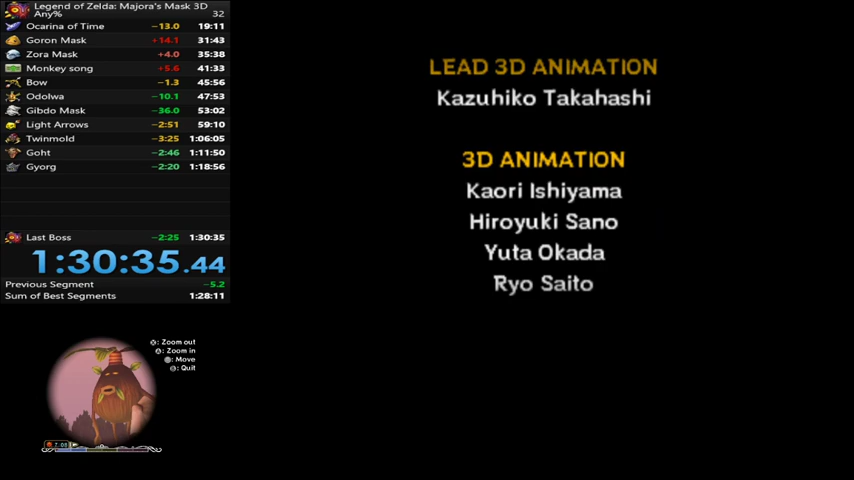 Legend of Zelda: Majora's Mask 3D
Any% 32
Ocarina of Time −13.0 19:11
Goron Mask +14.1 31:43
Zora Mask +4.0 35:38
Monkey song +5.6 41:33
Bow −1.3 45:56
Odolwa −10.1 47:53
Gibdo Mask −36.0 53:02
Light Arrows −2:51 59:10
Twinmold −3:25 1:06:05
Goht −2:46 1:11:50
Gyorg −2:20 1:18:56
Last Boss −2:25 1:30:35
1:30:35.44
Previous Segment −5.2
Sum of Best Segments 1:28:11
: Zoom out
: Zoom in
: Move
: Quit
LEAD 3D ANIMATION
Kazuhiko Takahashi
3D ANIMATION
Kaori Ishiyama
Hiroyuki Sano
Yuta Okada
Ryo Saito